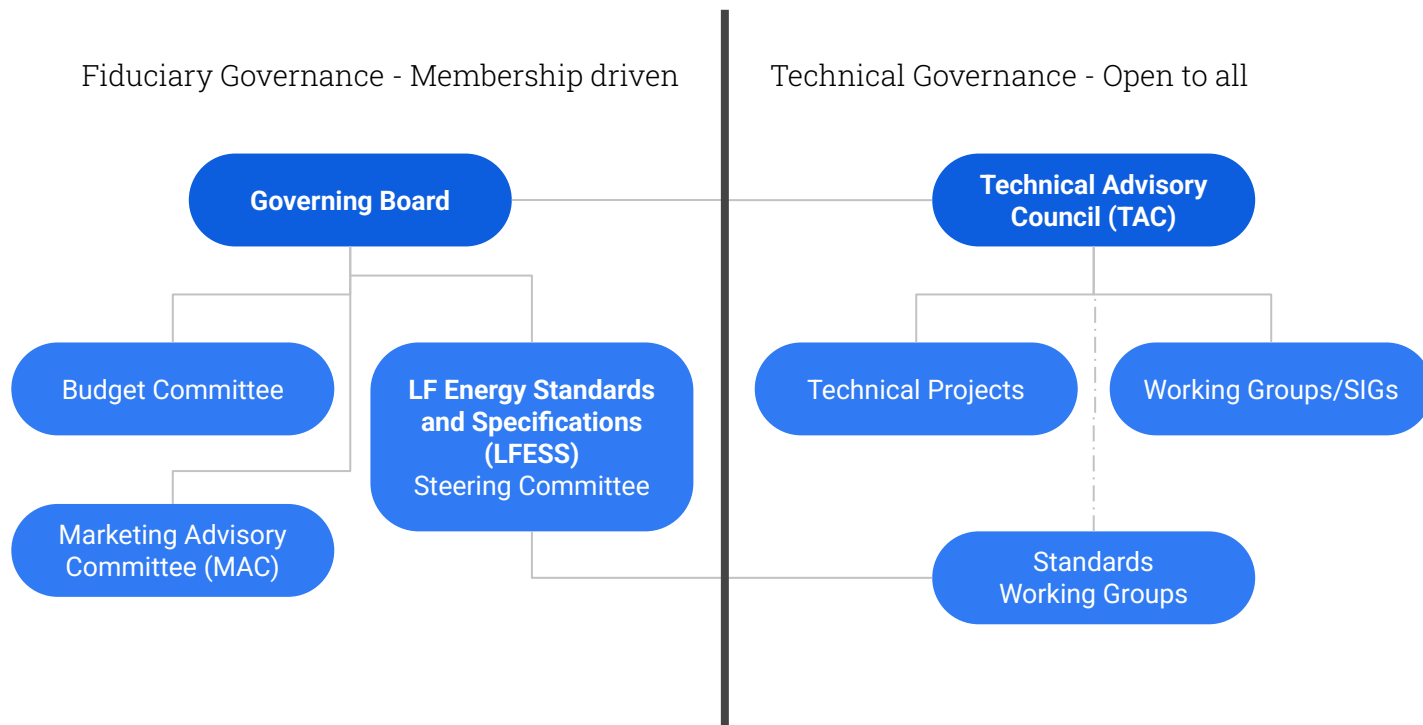 Fiduciary Governance - Membership driven
Technical Governance - Open to all
Governing Board
Technical Advisory
Council (TAC)
Budget Committee
LF Energy Standards
and Specifications
(LFESS)
Steering Committee
Technical Projects
Working Groups/SIGs
Marketing Advisory
Committee (MAC)
Standards
Working Groups